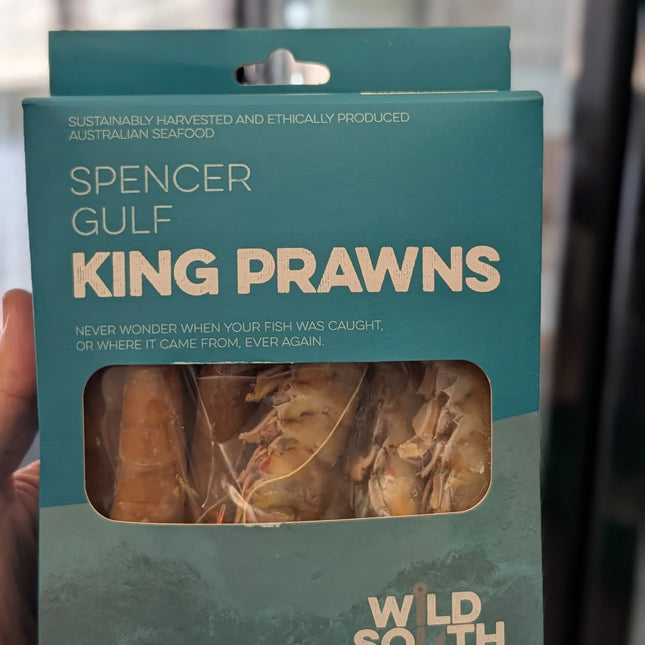 SUSTAINABLY HARVESTED AND ETHICALLY PRODUCED
AUSTRALIAN SEAFOOD
SPENCER
GULF
KING PRAWNS
NEVER WONDER WHEN YOUR FISH WAS CAUGHT,
OR WHERE IT CAME FROM, EVER AGAIN.
WILD
SOUTH